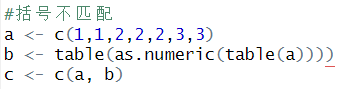 #括号不匹配
a <- c(1,1,2,2,2,3,3)
b <- table(as.numeric(table(a))))
c <- c(a, b)